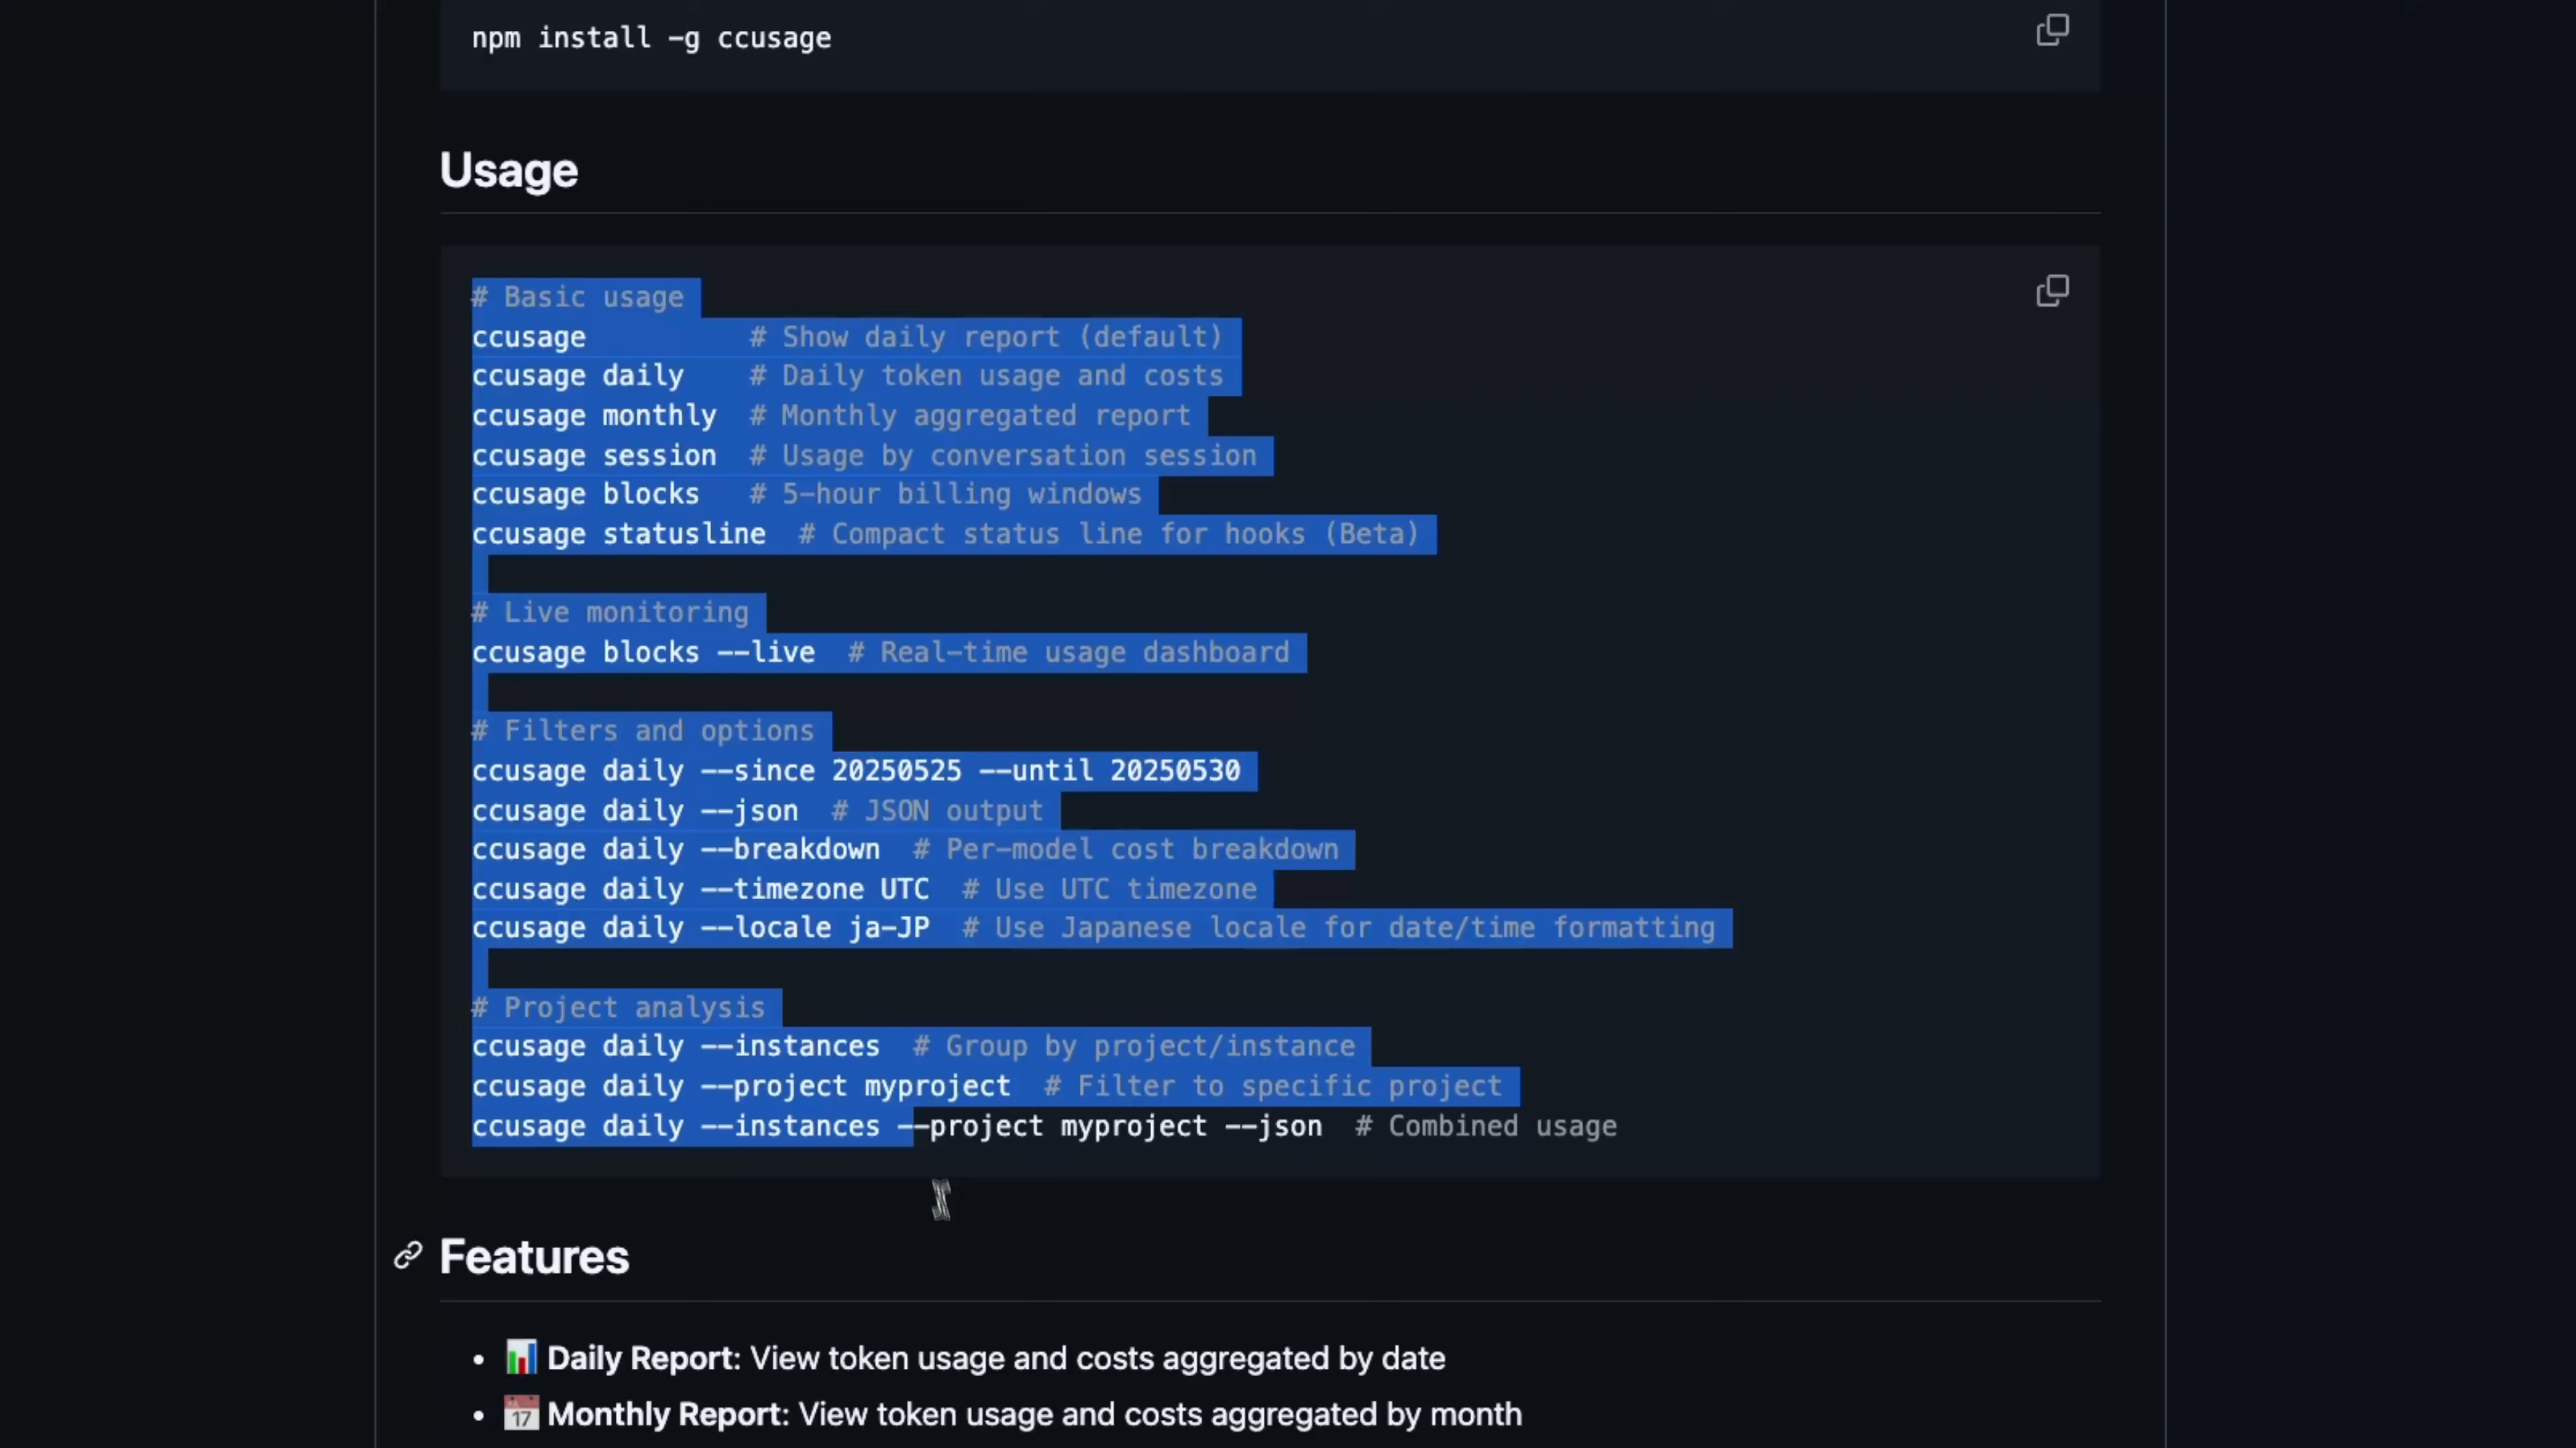 npm install -g ccusage
Usage
# Basic usage
ccusage          # Show daily report (default)
ccusage daily    # Daily token usage and costs
ccusage monthly  # Monthly aggregated report
ccusage session  # Usage by conversation session
ccusage blocks   # 5-hour billing windows
ccusage statusline  # Compact status line for hooks (Beta)
# Live monitoring
ccusage blocks --live  # Real-time usage dashboard
# Filters and options
ccusage daily --since 20250525 --until 20250530
ccusage daily --json  # JSON output
ccusage daily --breakdown  # Per-model cost breakdown
ccusage daily --timezone UTC  # Use UTC timezone
ccusage daily --locale ja-JP  # Use Japanese locale for date/time formatting
# Project analysis
ccusage daily --instances  # Group by project/instance
ccusage daily --project myproject  # Filter to specific project
ccusage daily --instances --project myproject --json  # Combined usage
Features
• 📊 Daily Report: View token usage and costs aggregated by date
• 📅 Monthly Report: View token usage and costs aggregated by month